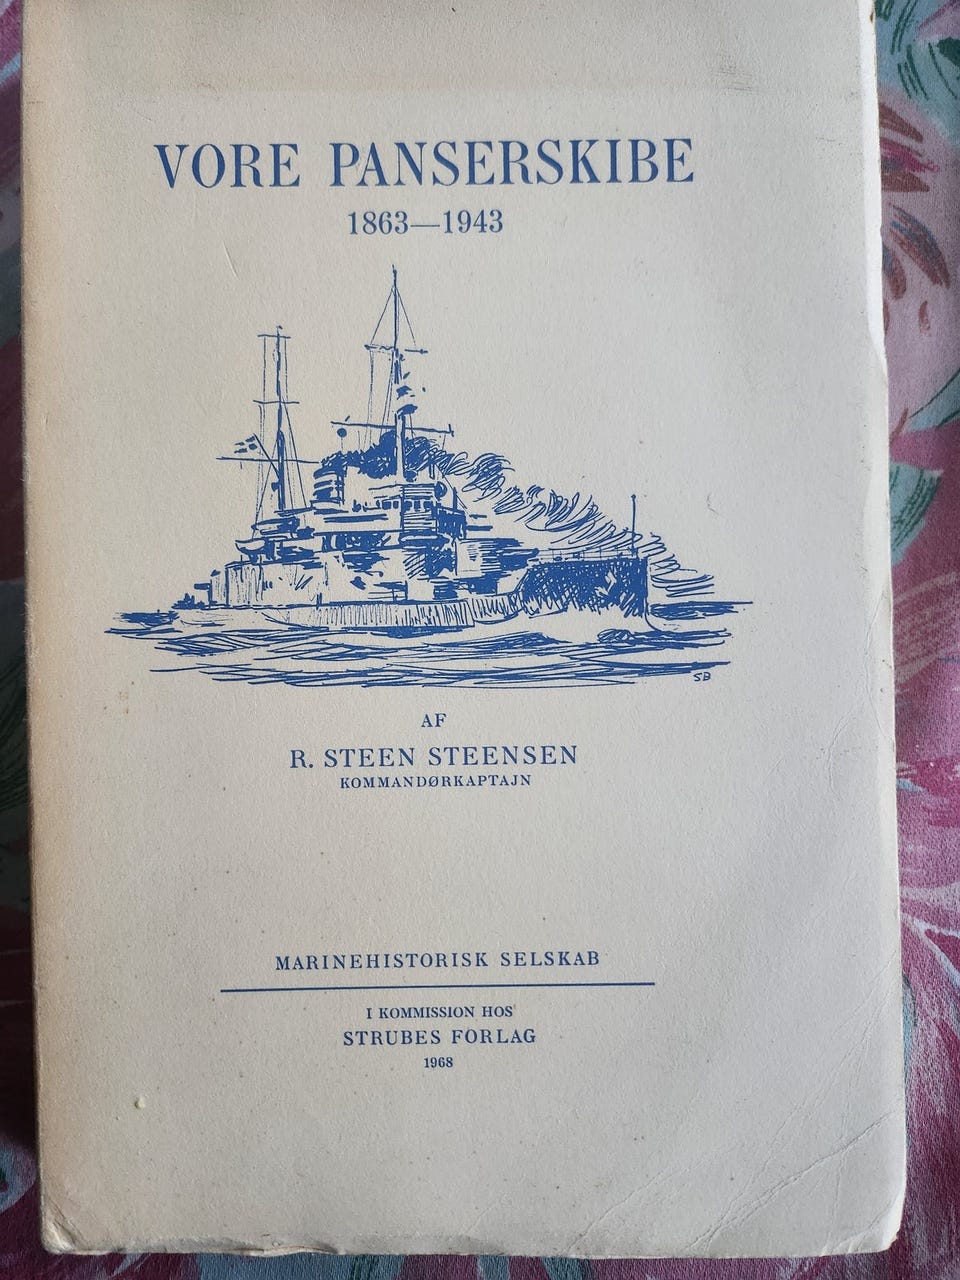 VORE PANSERSKIBE
1863—1943
SB
AF
R. STEEN STEENSEN
KOMMANDØRKAPTAJN
MARINEHISTORISK SELSKAB
I KOMMISSION HOS
STRUBES FORLAG
1968